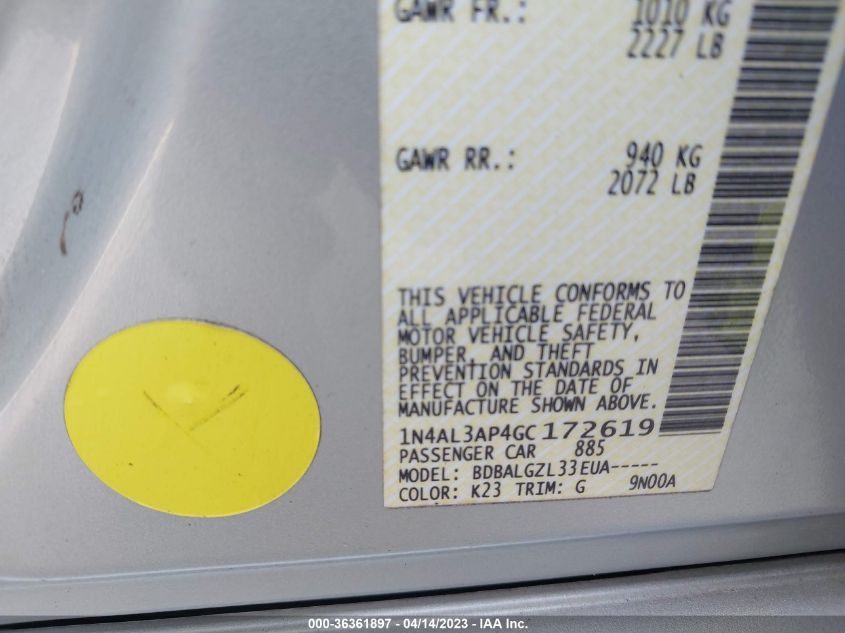 GAWR FR.: 1010 KG
2227 LB
GAWR RR.: 940 KG
2072 LB
THIS VEHICLE CONFORMS TO
ALL APPLICABLE FEDERAL
MOTOR VEHICLE SAFETY,
BUMPER, AND THEFT
PREVENTION STANDARDS IN
EFFECT ON THE DATE OF
MANUFACTURE SHOWN ABOVE.
1N4AL3AP4GC172619
PASSENGER CAR 885
MODEL: BDBALGZL33EUA-----
COLOR: K23 TRIM: G 9N00A
000-36361897 - 04/14/2023 - IAA Inc.